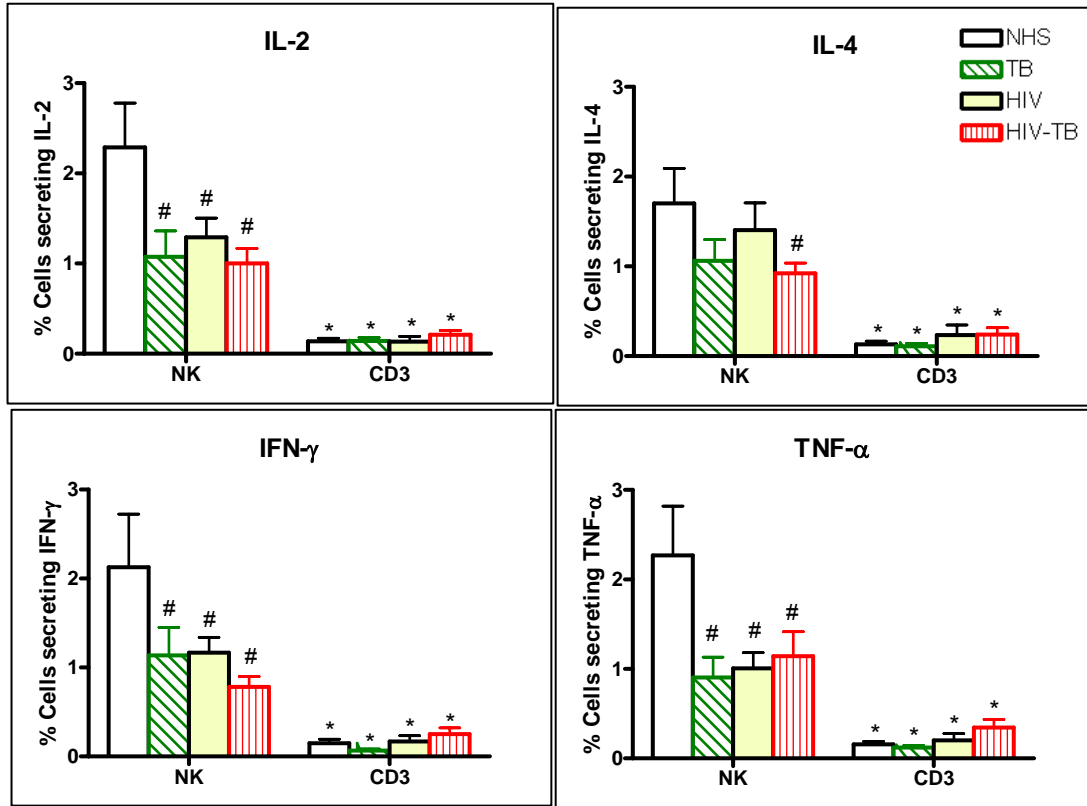 IL-2
% Cells secreting IL-2
3
2
1
0
# # #
* * * *
NK CD3
IL-4
NHS
TB
HIV
HIV-TB
% Cells secreting IL-4
3
2
1
0
#
* * * *
NK CD3
IFN-γ
% Cells secreting IFN-γ
3
2
1
0
# # #
* * * *
NK CD3
TNF-α
% Cells secreting TNF-α
3
2
1
0
# # #
* * * *
NK CD3